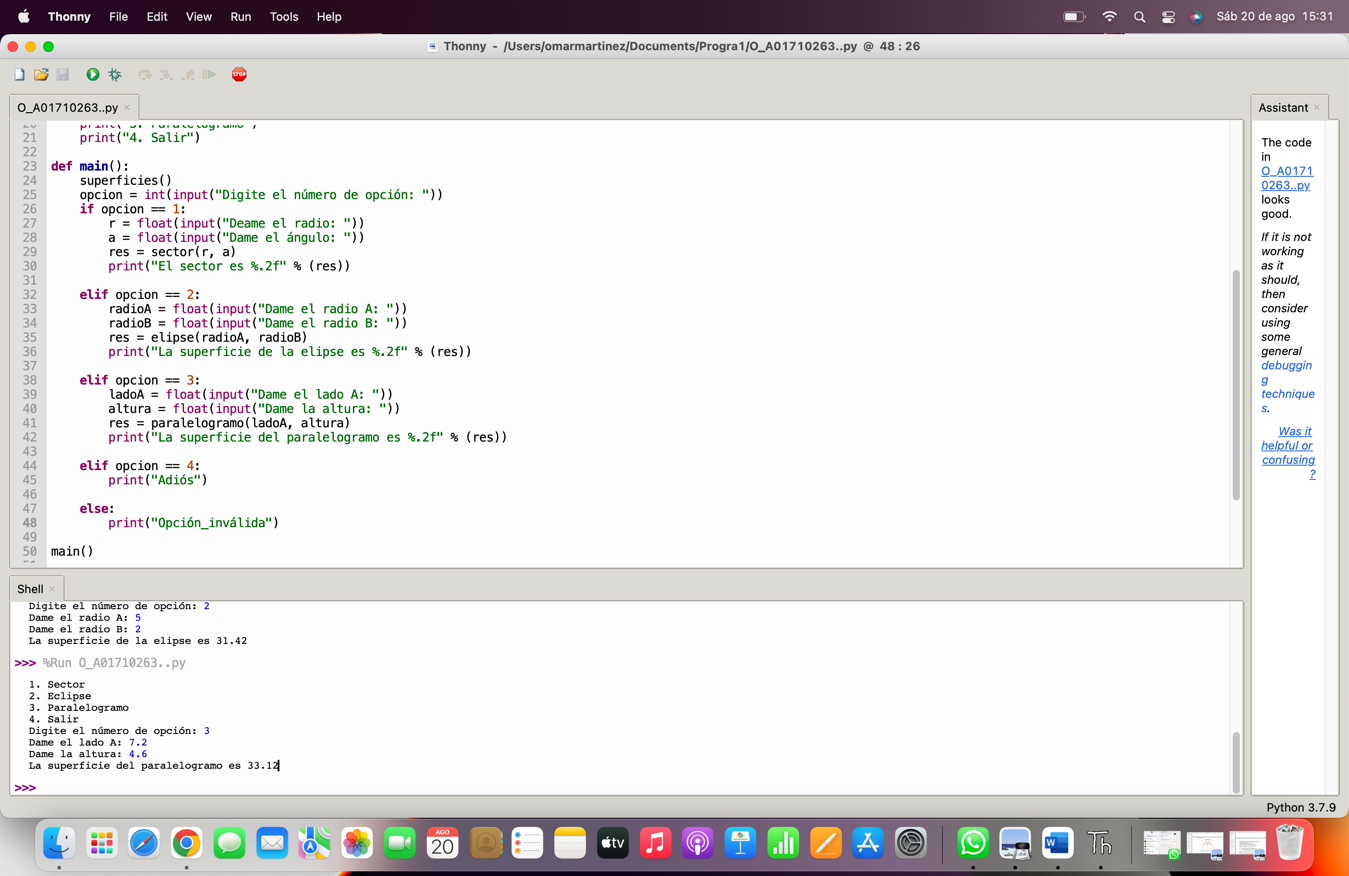 Thonny File Edit View Run Tools Help Sáb 20 de ago 15:31
Thonny - /Users/omarmartinez/Documents/Progra1/O_A01710263..py @ 48 : 26
STOP
O_A01710263..py ×
20 print("3. Paralelogramo")
21 print("4. Salir")
22
23 def main():
24 superficies()
25 opcion = int(input("Digite el número de opción: "))
26 if opcion == 1:
27 r = float(input("Deame el radio: "))
28 a = float(input("Dame el ángulo: "))
29 res = sector(r, a)
30 print("El sector es %.2f" % (res))
31
32 elif opcion == 2:
33 radioA = float(input("Dame el radio A: "))
34 radioB = float(input("Dame el radio B: "))
35 res = elipse(radioA, radioB)
36 print("La superficie de la elipse es %.2f" % (res))
37
38 elif opcion == 3:
39 ladoA = float(input("Dame el lado A: "))
40 altura = float(input("Dame la altura: "))
41 res = paralelogramo(ladoA, altura)
42 print("La superficie del paralelogramo es %.2f" % (res))
43
44 elif opcion == 4:
45 print("Adiós")
46
47 else:
48 print("Opción_inválida")
49
50 main()
51
Shell ×
Digite el número de opción: 2
Dame el radio A: 5
Dame el radio B: 2
La superficie de la elipse es 31.42
>>> %Run O_A01710263..py
1. Sector
2. Eclipse
3. Paralelogramo
4. Salir
Digite el número de opción: 3
Dame el lado A: 7.2
Dame la altura: 4.6
La superficie del paralelogramo es 33.12
>>>
Assistant ×
The code
in
O_A0171
0263..py
looks
good.
If it is not
working
as it
should,
then
consider
using
some
general
debuggin
g
technique
s.
Was it
helpful or
confusing
?
Python 3.7.9
AGO
20
tv
W
Th